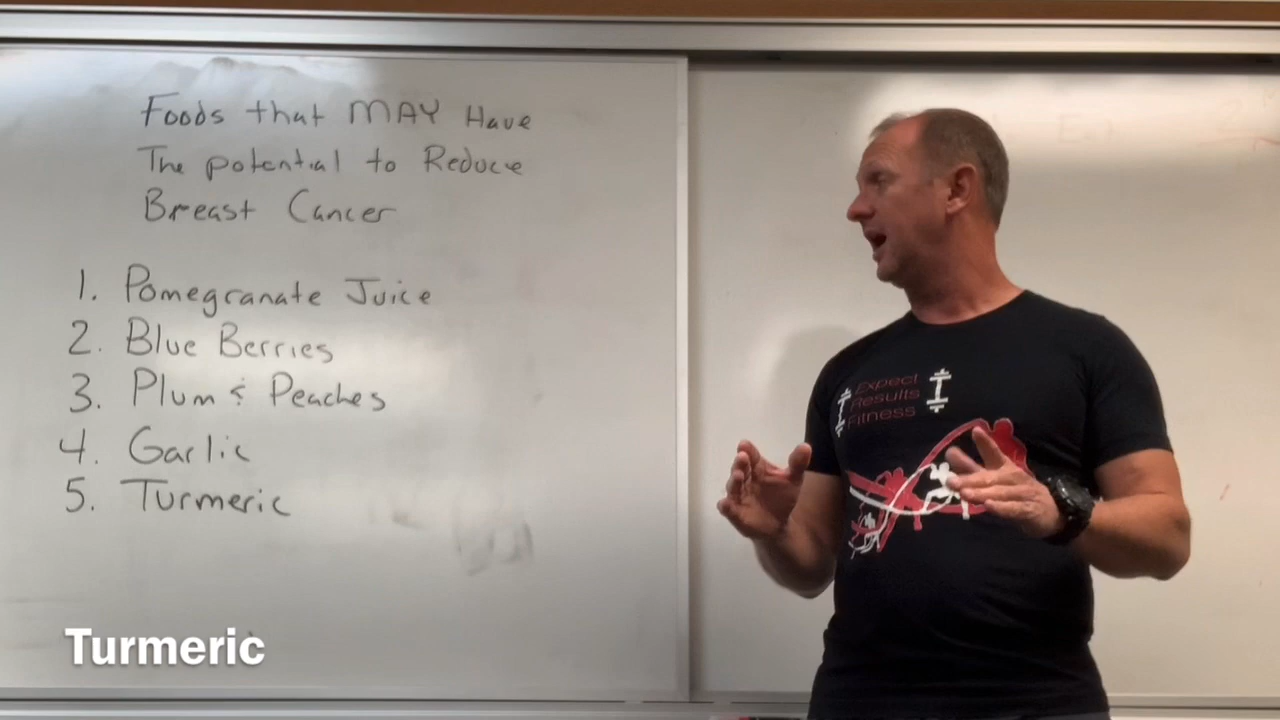 Foods that MAY Have
The potential to Reduce
Breast Cancer
1. Pomegranate Juice
2. Blue Berries
3. Plum & Peaches
4. Garlic
5. Turmeric
Expect
Results
Fitness
Turmeric